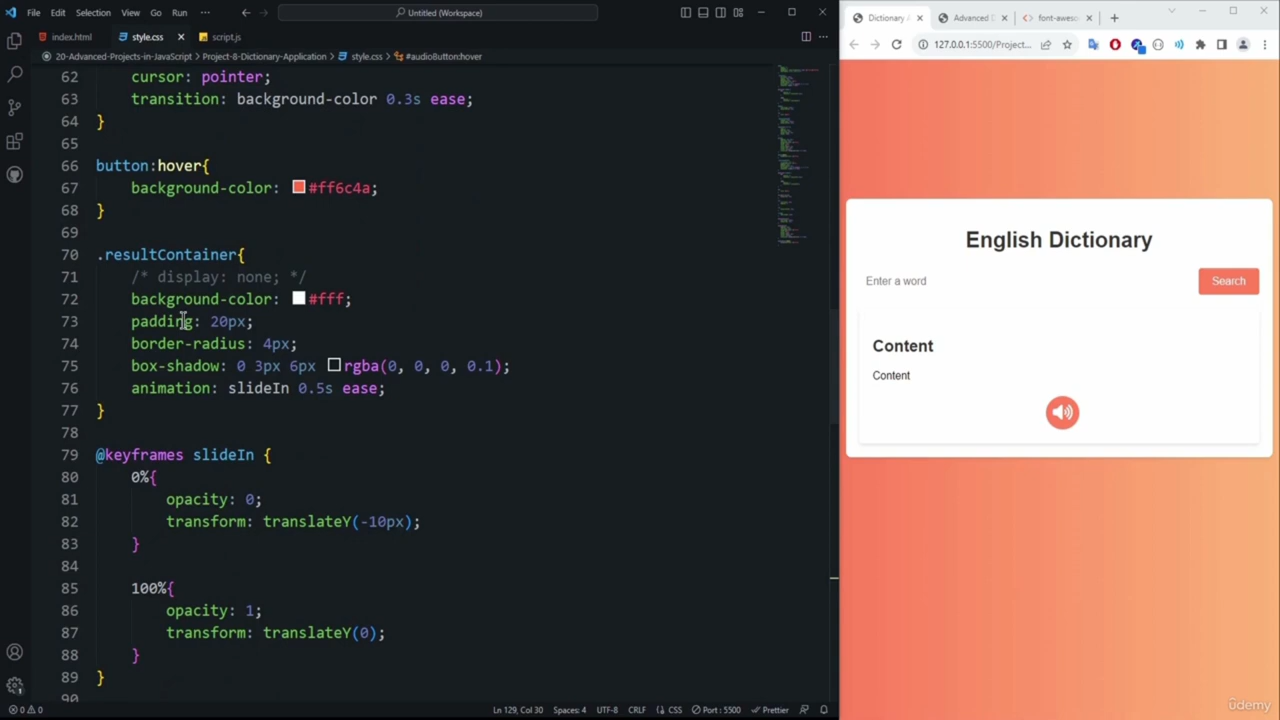 File Edit Selection View Go Run ··· Untitled (Workspace)
index.html style.css script.js
20-Advanced-Projects-in-JavaScript > Project-8-Dictionary-Application > style.css > #audioButton:hover
62 cursor: pointer;
63 transition: background-color 0.3s ease;
64 }
65
66 button:hover{
67 background-color: #ff6c4a;
68 }
69
70 .resultContainer{
71 /* display: none; */
72 background-color: #fff;
73 padding: 20px;
74 border-radius: 4px;
75 box-shadow: 0 3px 6px rgba(0, 0, 0, 0.1);
76 animation: slideIn 0.5s ease;
77 }
78
79 @keyframes slideIn {
80 0%{
81 opacity: 0;
82 transform: translateY(-10px);
83 }
84
85 100%{
86 opacity: 1;
87 transform: translateY(0);
88 }
89 }
90
0 0 Ln 129, Col 30 Spaces: 4 UTF-8 CRLF CSS Port : 5500 Prettier
Dictionary A Advanced D font-aweso
127.0.0.1:5500/Project...
English Dictionary
Enter a word Search
Content
Content
ûdemy